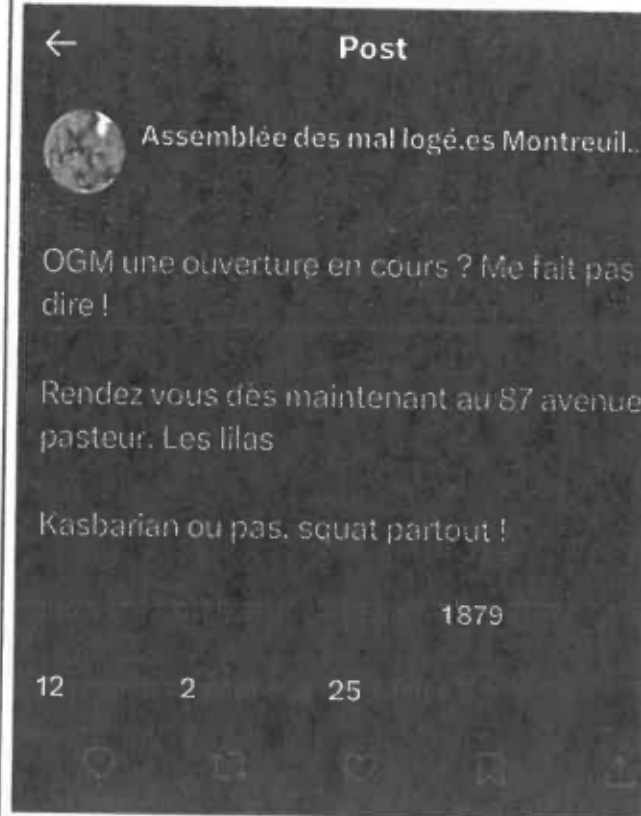 Post
Assemblée des mal logé.es Montreuil...
OGM une ouverture en cours ? Me fait pas
dire !
Rendez vous dès maintenant au 87 avenue
pasteur. Les lilas
Kasbarian ou pas. squat partout !
1879
12 2 25